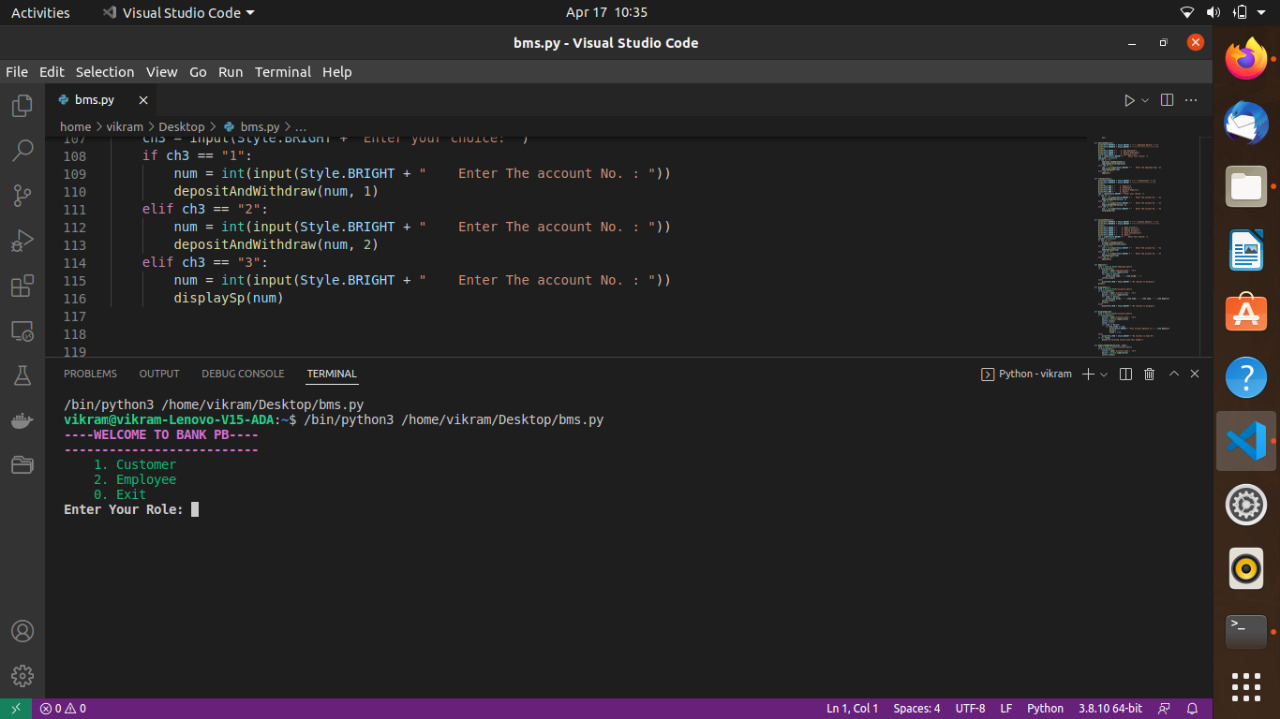 Activities Visual Studio Code Apr 17 10:35
bms.py - Visual Studio Code
File Edit Selection View Go Run Terminal Help
bms.py
home > vikram > Desktop > bms.py > ...
107 ch3 = input(Style.BRIGHT + " Enter your choice: ")
108 if ch3 == "1":
109 num = int(input(Style.BRIGHT + "    Enter The account No. : "))
110 depositAndWithdraw(num, 1)
111 elif ch3 == "2":
112 num = int(input(Style.BRIGHT + "    Enter The account No. : "))
113 depositAndWithdraw(num, 2)
114 elif ch3 == "3":
115 num = int(input(Style.BRIGHT + "    Enter The account No. : "))
116 displaySp(num)
117
118
119
PROBLEMS OUTPUT DEBUG CONSOLE TERMINAL Python - vikram
/bin/python3 /home/vikram/Desktop/bms.py
vikram@vikram-Lenovo-V15-ADA:~$ /bin/python3 /home/vikram/Desktop/bms.py
----WELCOME TO BANK PB----
--------------------------
1. Customer
2. Employee
0. Exit
Enter Your Role:
0 0 Ln 1, Col 1 Spaces: 4 UTF-8 LF Python 3.8.10 64-bit